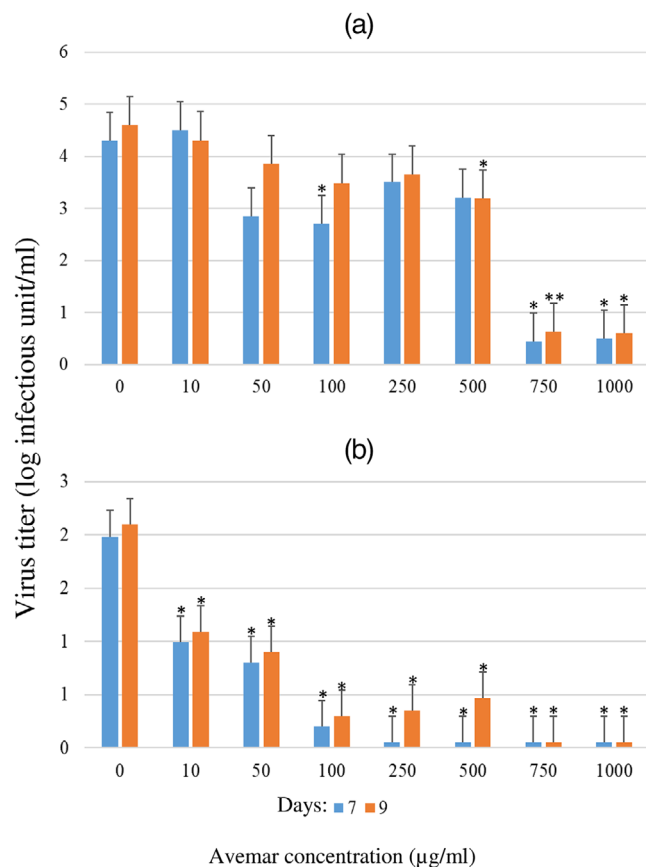 (a)
6
5
4
3
2
1
0
* * * ** * *
0 10 50 100 250 500 750 1000
Virus titer (log infectious unit/ml)
(b)
3
2
2
1
1
0
* * * * * * * * * * * * * *
0 10 50 100 250 500 750 1000
Days: 7 9
Avemar concentration (µg/ml)